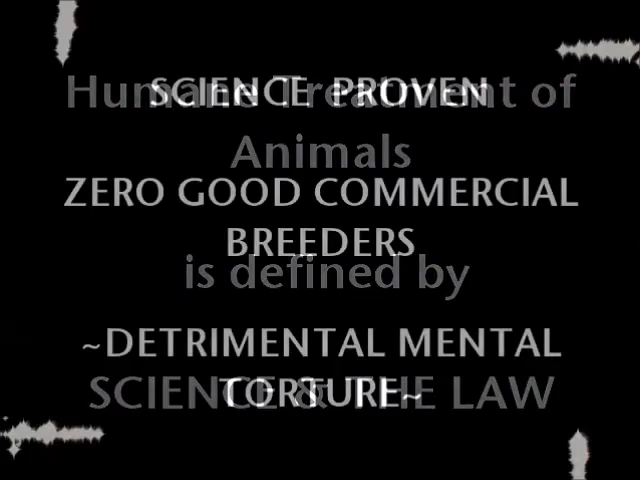 SCIENCE PROVEN
Humane Treatment of
Animals
ZERO GOOD COMMERCIAL
BREEDERS
is defined by
~DETRIMENTAL MENTAL
TORTURE~
SCIENCE & THE LAW